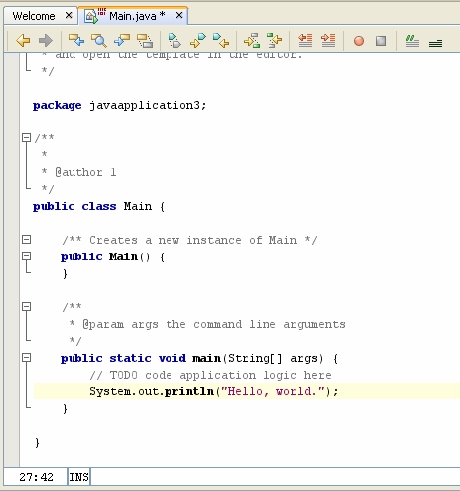 Welcome × Main.java * ×
* and open the template in the editor.
*/
package javaapplication3;
/**
*
* @author 1
*/
public class Main {
/** Creates a new instance of Main */
public Main() {
}
/**
* @param args the command line arguments
*/
public static void main(String[] args) {
// TODO code application logic here
System.out.println("Hello, world.");
}
}
27:42 INS